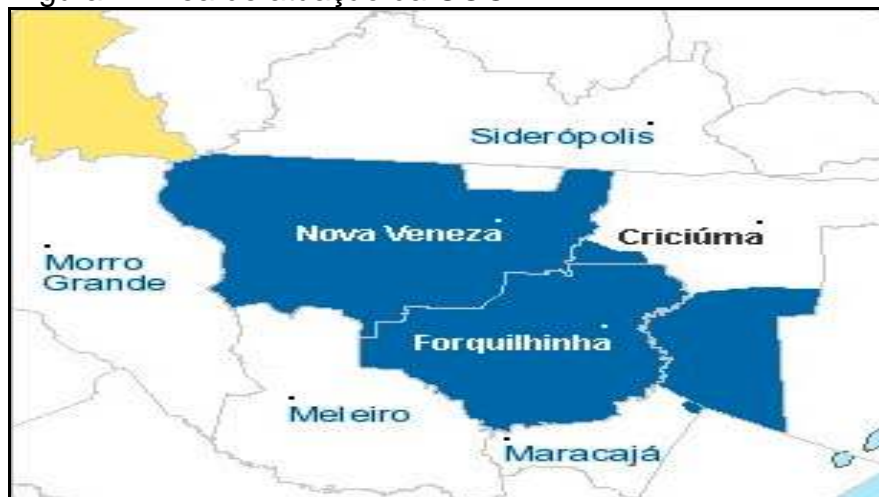 Siderópolis
Nova Veneza
Criciúma
Morro
Grande
Forquilhinha
Meleiro
Maracajá